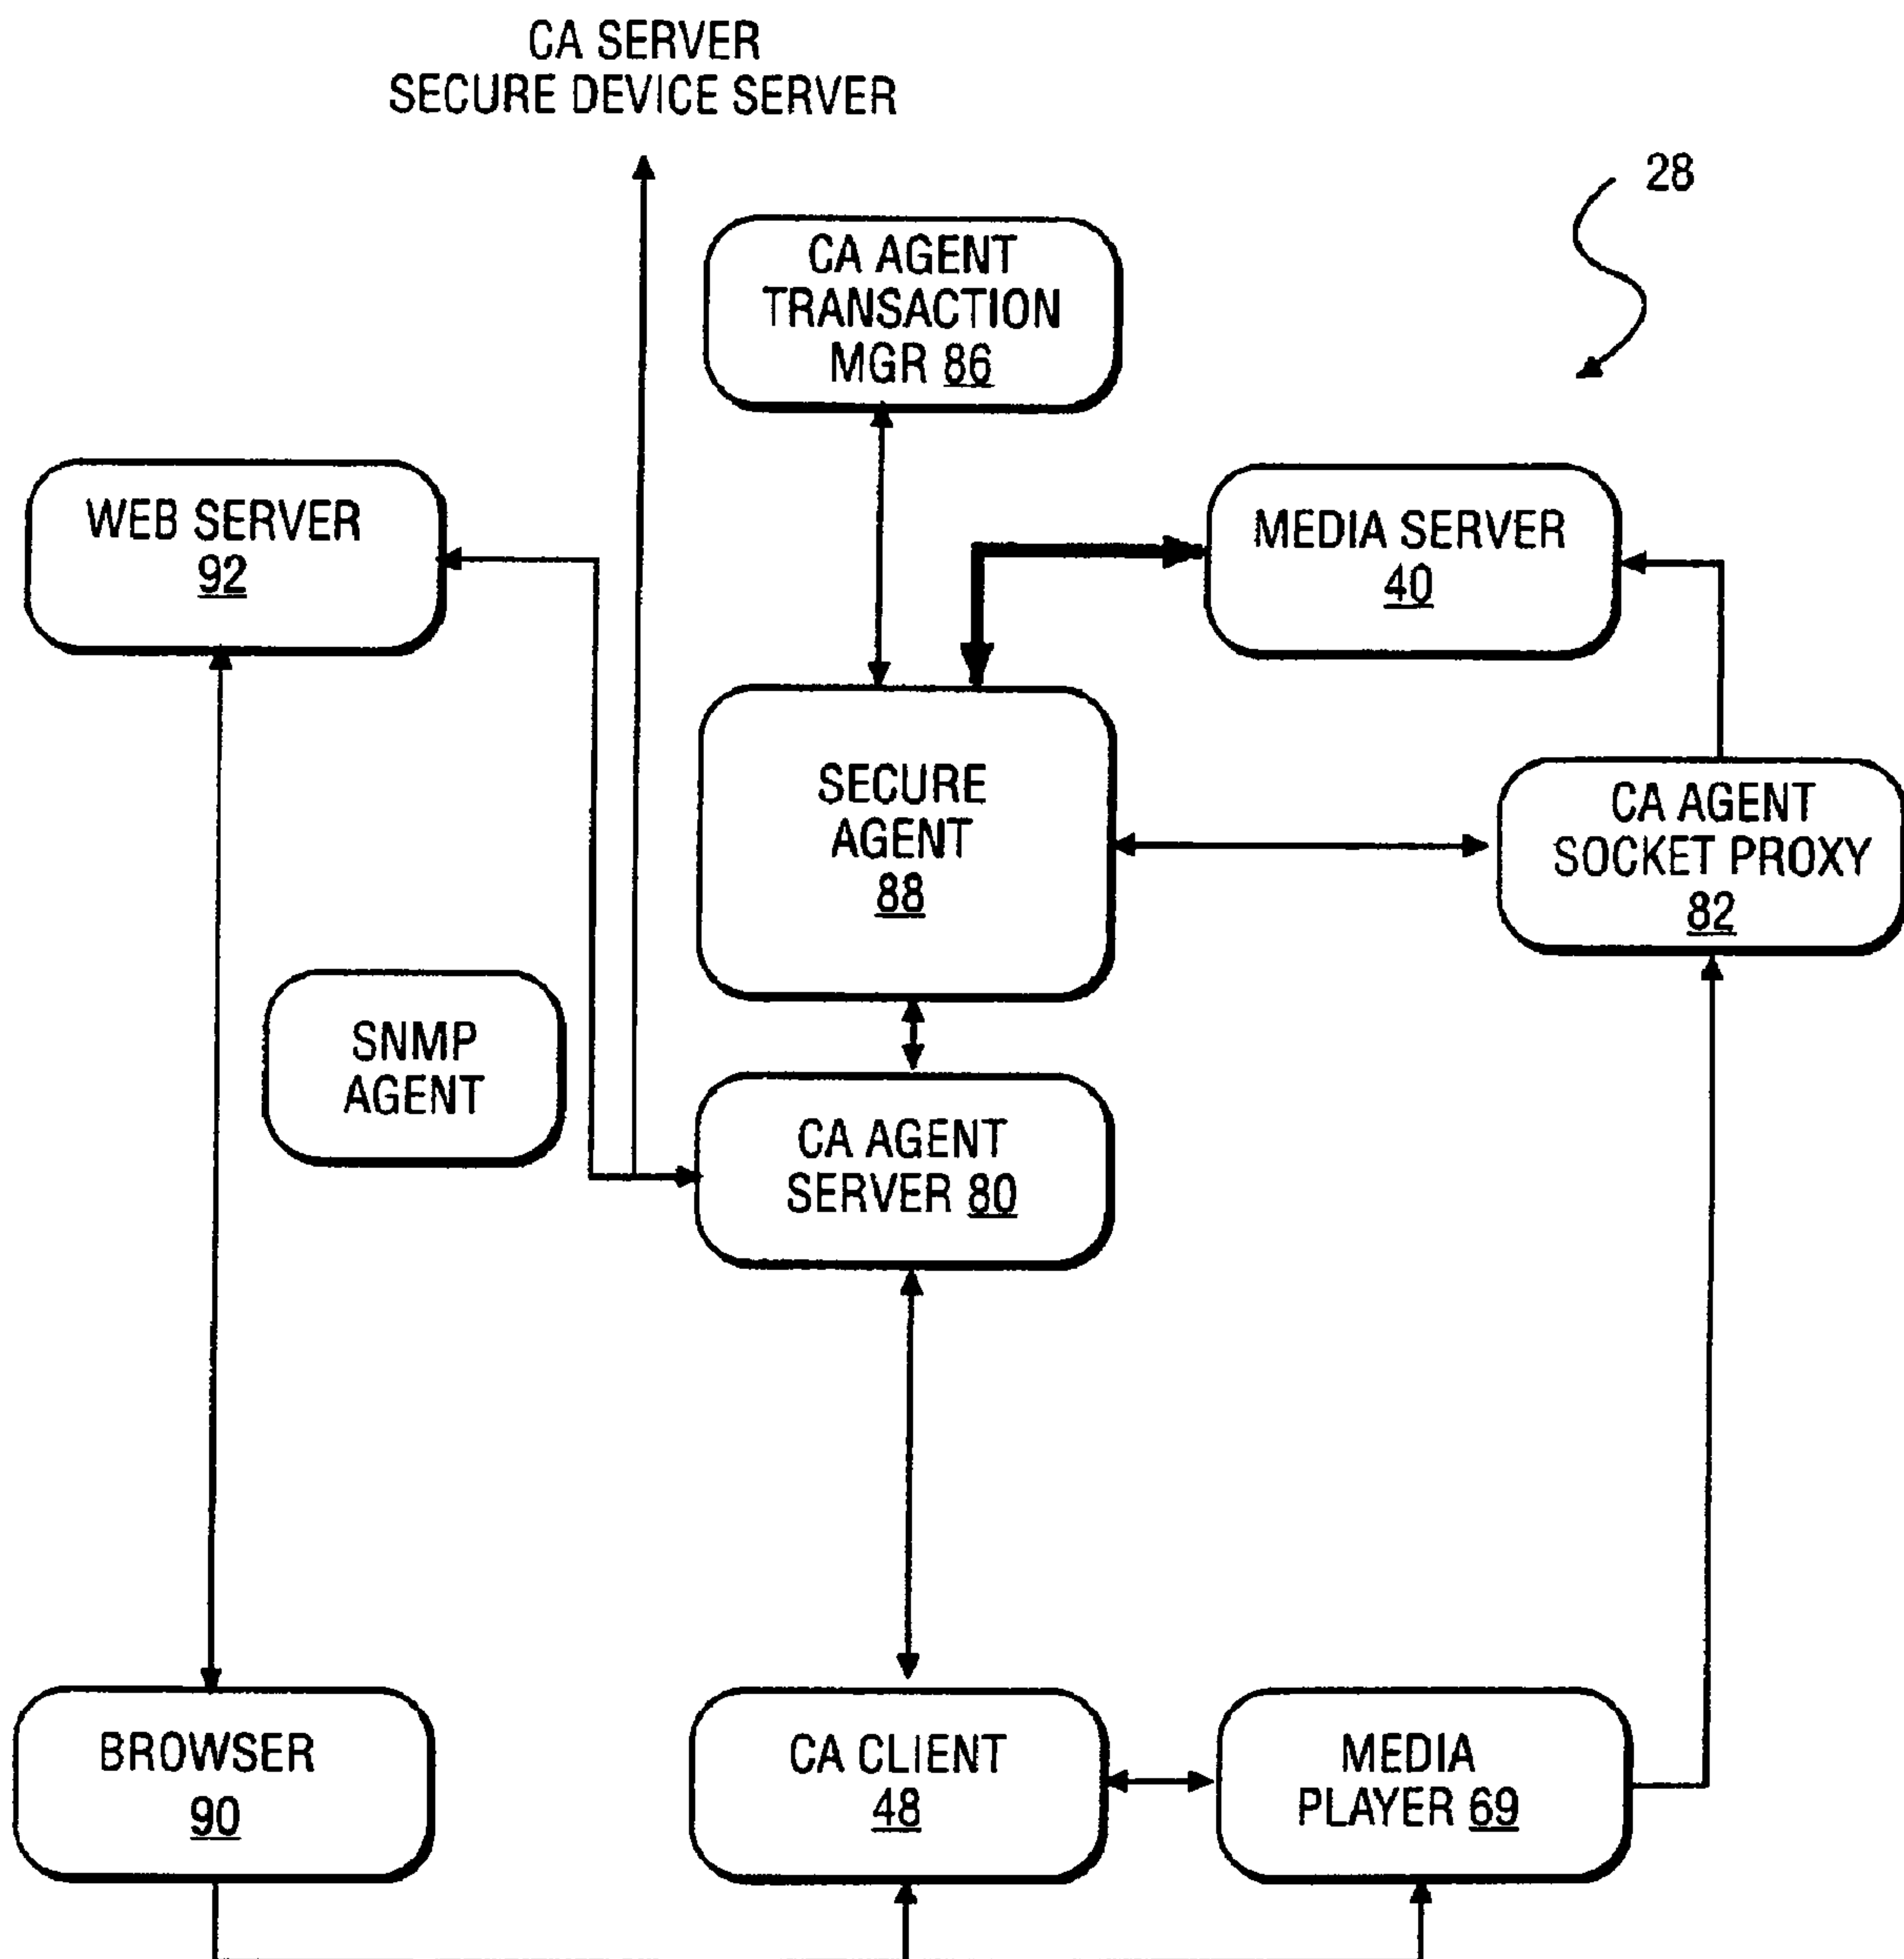 CA SERVER
SECURE DEVICE SERVER
28
CA AGENT
TRANSACTION
MGR 86
WEB SERVER
92
MEDIA SERVER
40
SECURE
AGENT
88
CA AGENT
SOCKET PROXY
82
SNMP
AGENT
CA AGENT
SERVER 80
BROWSER
90
CA CLIENT
48
MEDIA
PLAYER 69